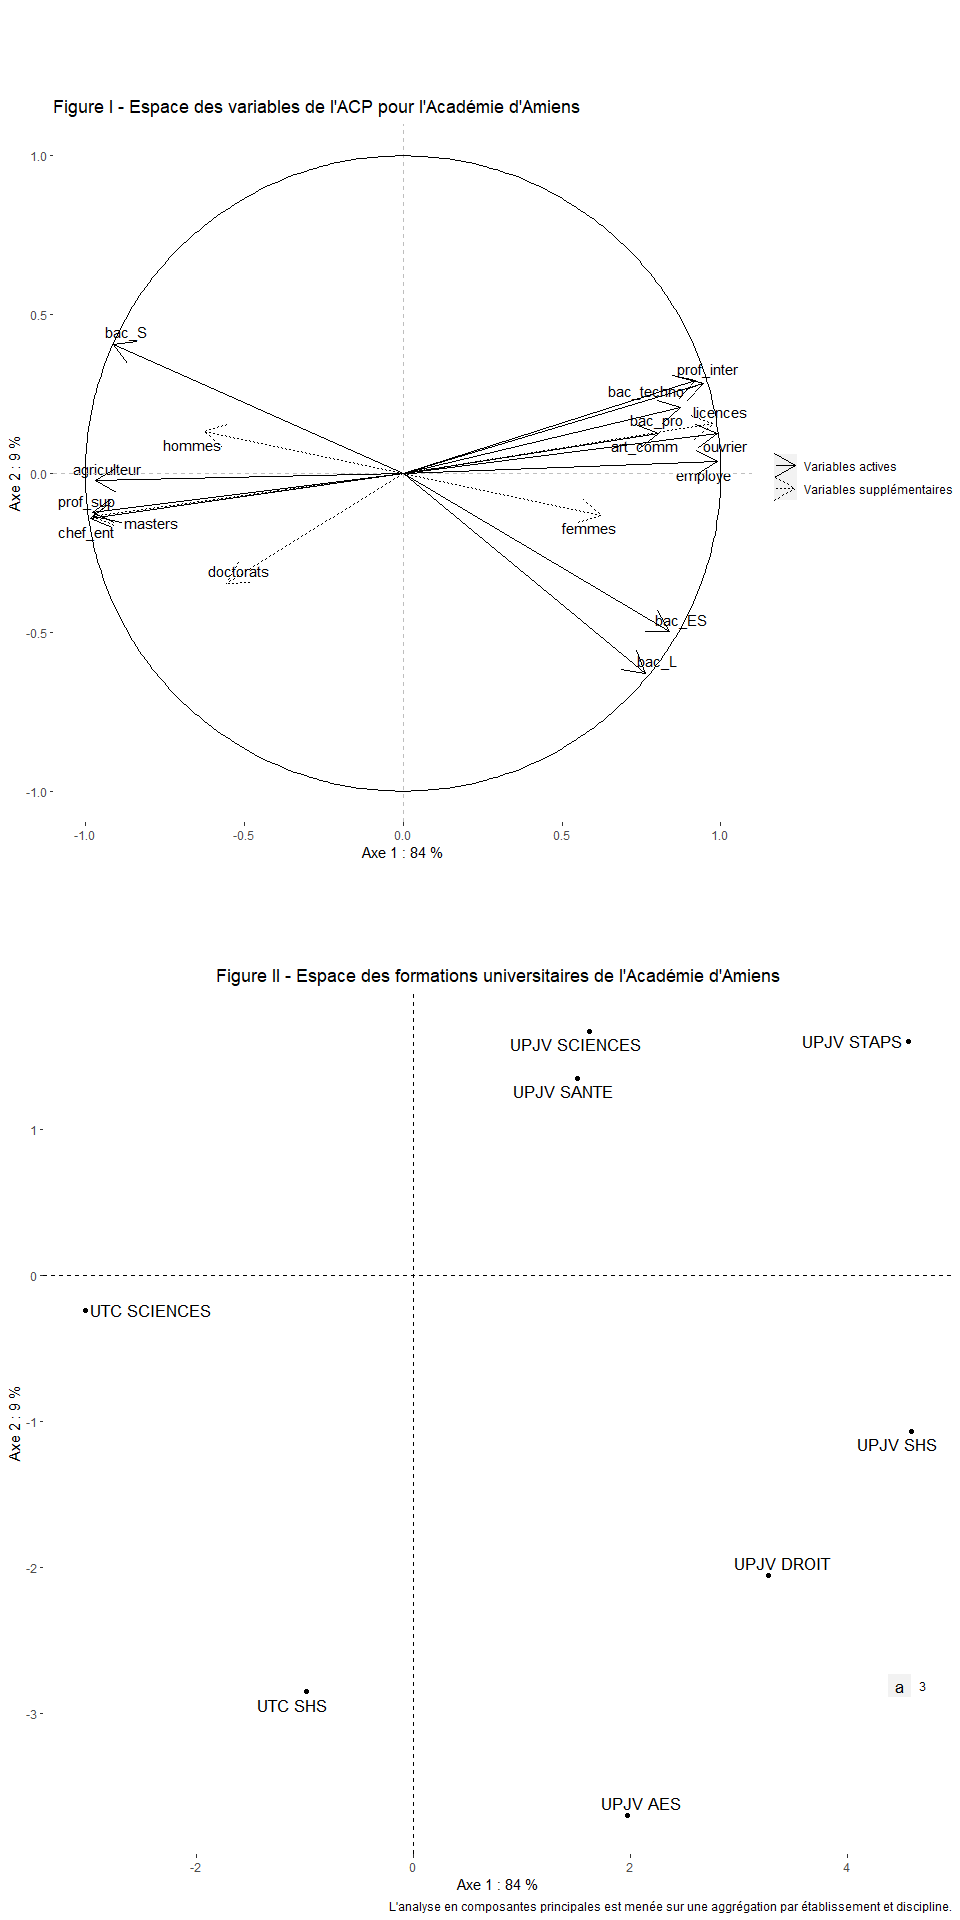 Figure I - Espace des variables de l'ACP pour l'Académie d'Amiens
1.0
0.5
bac_S
prof_inter
bac_techno
licences
bac_pro
hommes
art_comm
ouvrier
Axe 2 : 9 %
0.0
agriculteur
employe
Variables actives
Variables supplémentaires
prof_sup
masters
chef_ent
femmes
doctorats
bac_ES
-0.5
bac_L
-1.0
-1.0 -0.5 0.0 0.5 1.0
Axe 1 : 84 %
Figure II - Espace des formations universitaires de l'Académie d'Amiens
UPJV SCIENCES
UPJV STAPS
UPJV SANTE
1
0
UTC SCIENCES
Axe 2 : 9 %
-1
UPJV SHS
UPJV DROIT
-2
a 3
UTC SHS
-3
UPJV AES
-2 0 2 4
Axe 1 : 84 %
L'analyse en composantes principales est menée sur une aggrégation par établissement et discipline.